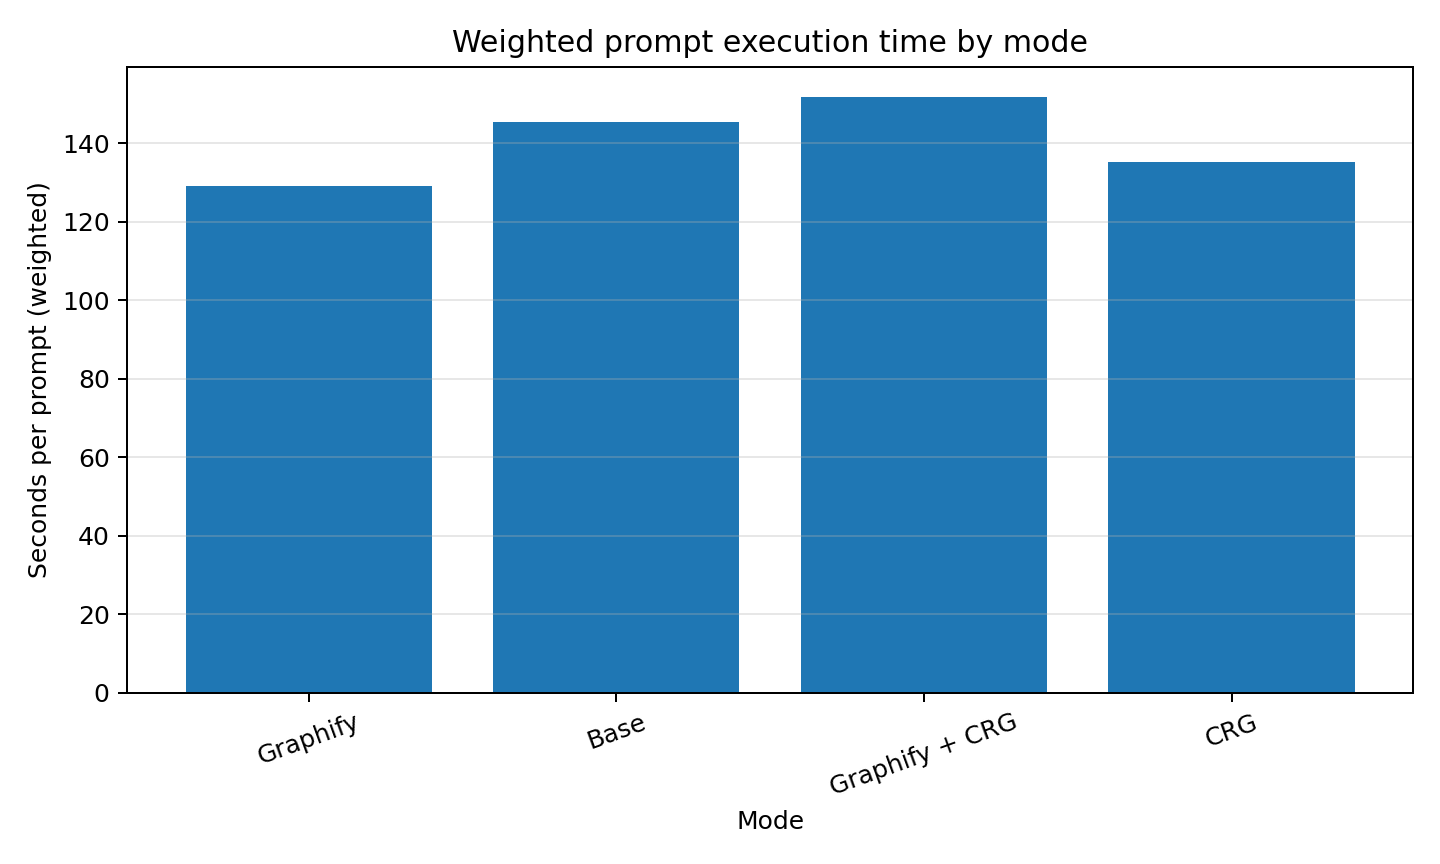 Weighted prompt execution time by mode
Seconds per prompt (weighted)
140
120
100
80
60
40
20
0
Graphify
Base
Graphify + CRG
CRG
Mode